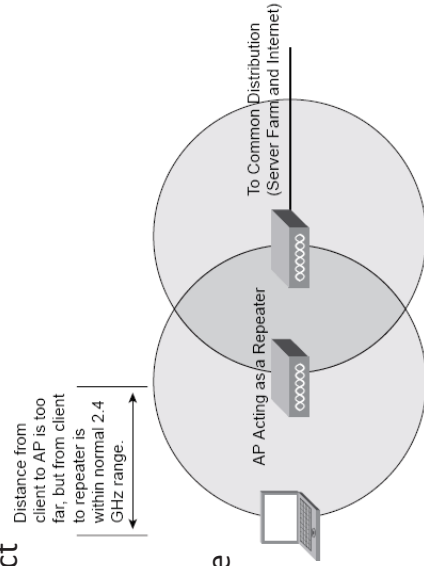 ct
Distance from
client to AP is too
far, but from client
to repeater is
within normal 2.4
GHz range.
e
AP Acting as a Repeater
To Common Distribution
(Server Farm and Internet)